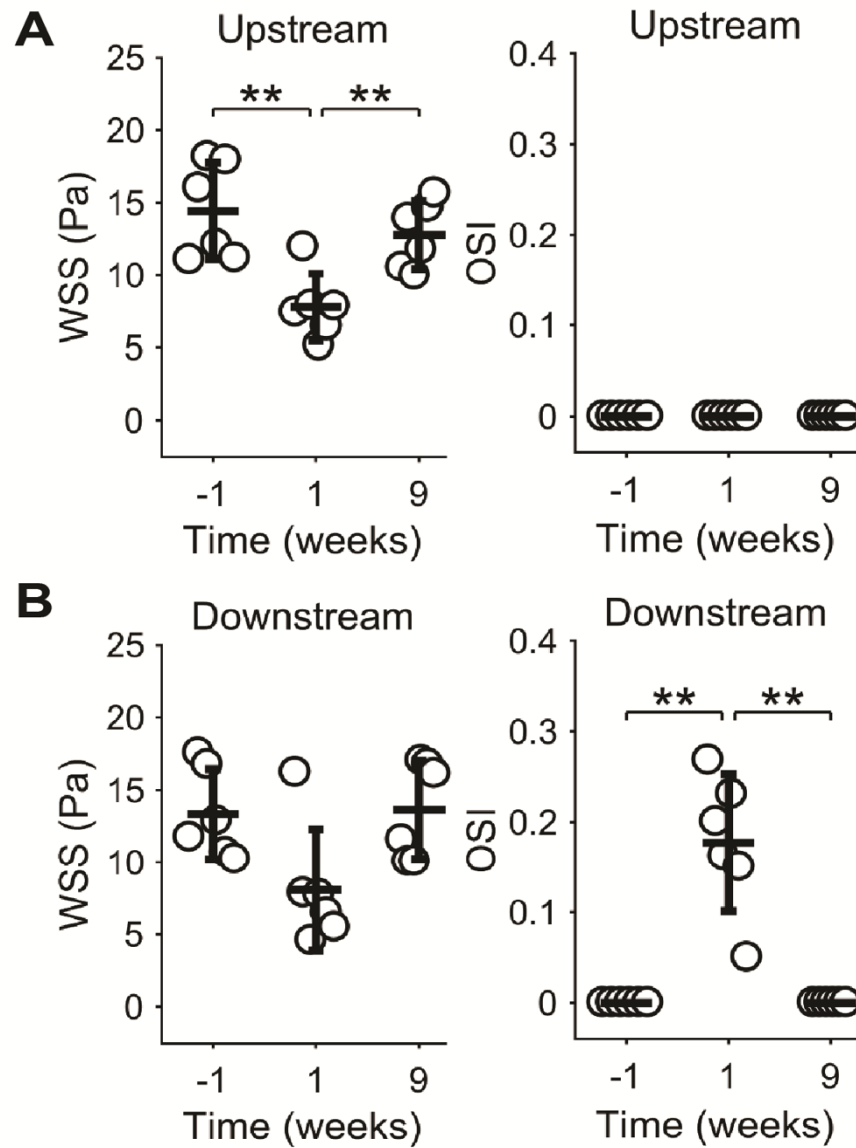 A
Upstream
25
20
15
10
5
0
WSS (Pa)
** **
-1 1 9
Time (weeks)
Upstream
0.4
0.3
0.2
0.1
0
OSI
-1 1 9
Time (weeks)
B
Downstream
25
20
15
10
5
0
WSS (Pa)
-1 1 9
Time (weeks)
Downstream
0.4
0.3
0.2
0.1
0
OSI
** **
-1 1 9
Time (weeks)